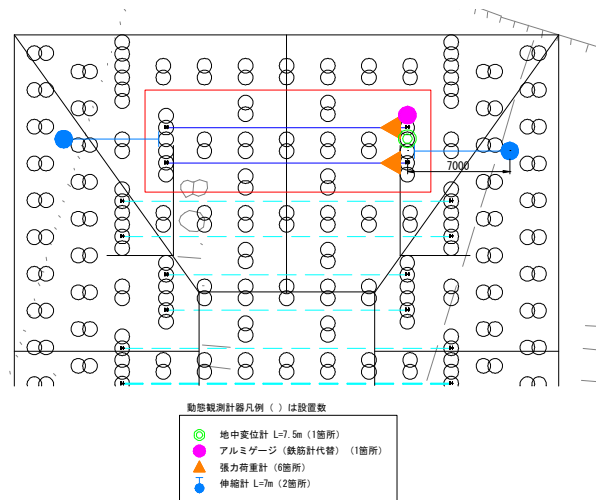 7000
動態観測計器凡例 ( ) は設置数
地中変位計 L=7.5m (1箇所)
アルミゲージ (鉄筋計代替) (1箇所)
張力荷重計 (6箇所)
伸縮計 L=7m (2箇所)